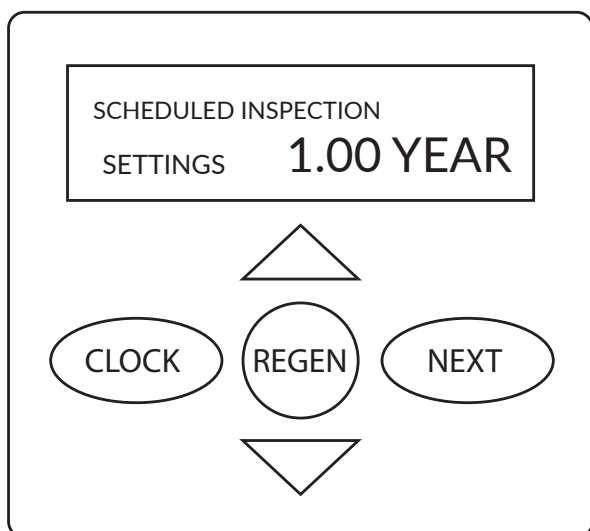 SCHEDULED INSPECTION
SETTINGS 1.00 YEAR
CLOCK REGEN NEXT